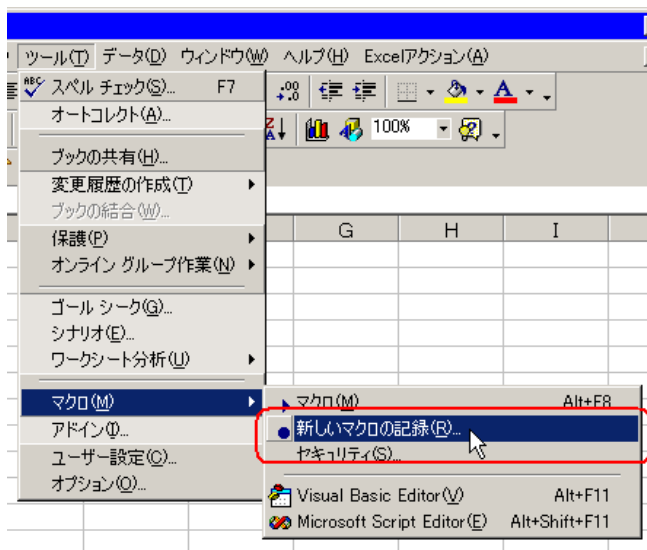 ツール(T) データ(D) ウィンドウ(W) ヘルプ(H) Excelアクション(A)
ABC スペル チェック(S)... F7
オートコレクト(A)...
100%
ブックの共有(H)...
変更履歴の作成(T)
ブックの結合(W)...
保護(P)
G H I
オンライン グループ作業(N)
ゴール シーク(G)...
シナリオ(E)...
ワークシート分析(U)
マクロ(M)
マクロ(M) Alt+F8
アドイン(I)...
新しいマクロの記録(R)...
ユーザー設定(C)...
セキュリティ(S)...
オプション(O)...
Visual Basic Editor(V) Alt+F11
Microsoft Script Editor(E) Alt+Shift+F11